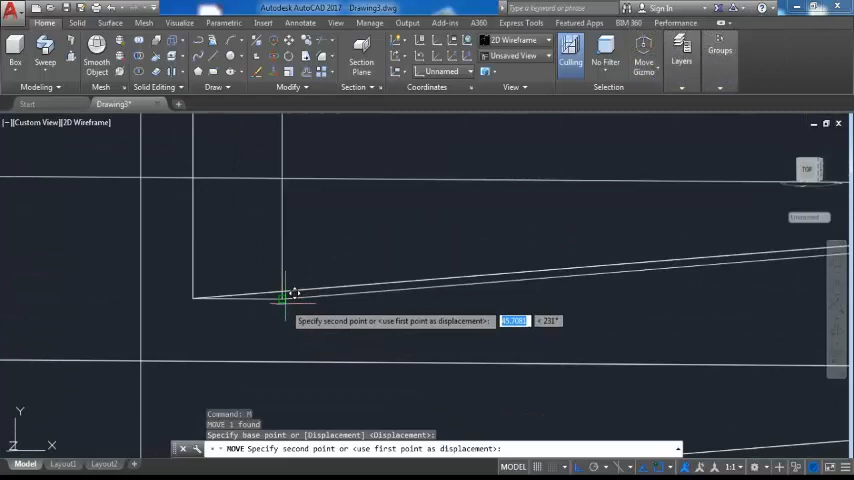 Autodesk AutoCAD 2017 Drawing3.dwg
Type a keyword or phrase
Sign In
Home Solid Surface Mesh Visualize Parametric Insert Annotate View Manage Output Add-ins A360 Express Tools Featured Apps BIM 360 Performance
2D Wireframe
Unsaved View
Unnamed
Box Sweep Smooth Object Section Plane Culling No Filter Move Gizmo Layers Groups
Modeling Mesh Solid Editing Draw Modify Section Coordinates View Selection
Start Drawing3*
[−][Custom View][2D Wireframe]
TOP
Unnamed
Specify second point or <use first point as displacement>: 45.7081 < 231°
Y
Z X
Command: M
MOVE 1 found
Specify base point or [Displacement] <Displacement>:
MOVE Specify second point or <use first point as displacement>:
Model Layout1 Layout2 + MODEL 1:1